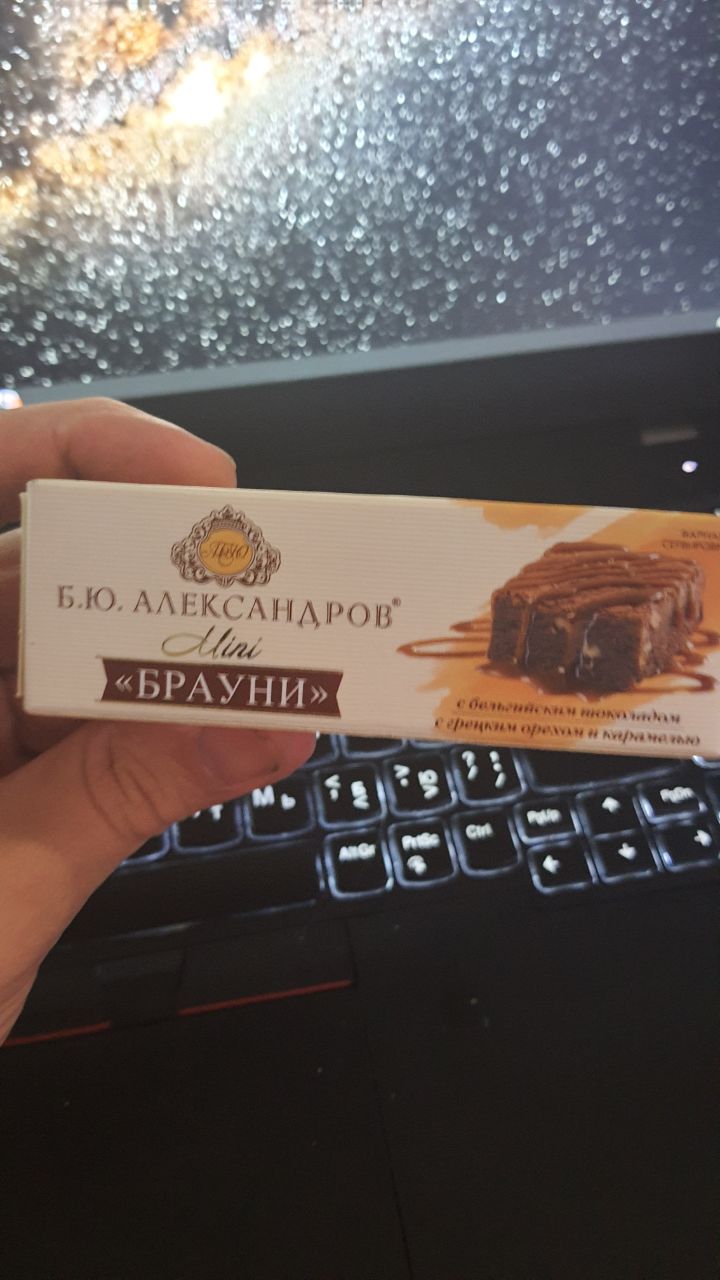 Б.Ю. АЛЕКСАНДРОВ®
Mini
«БРАУНИ»
с бельгийским шоколадом
с грецким орехом и карамелью
М Ь
< Б
> Ю
AltGr
PrtSc
Ctrl
PgUp
↑
PgDn
←
↓
→